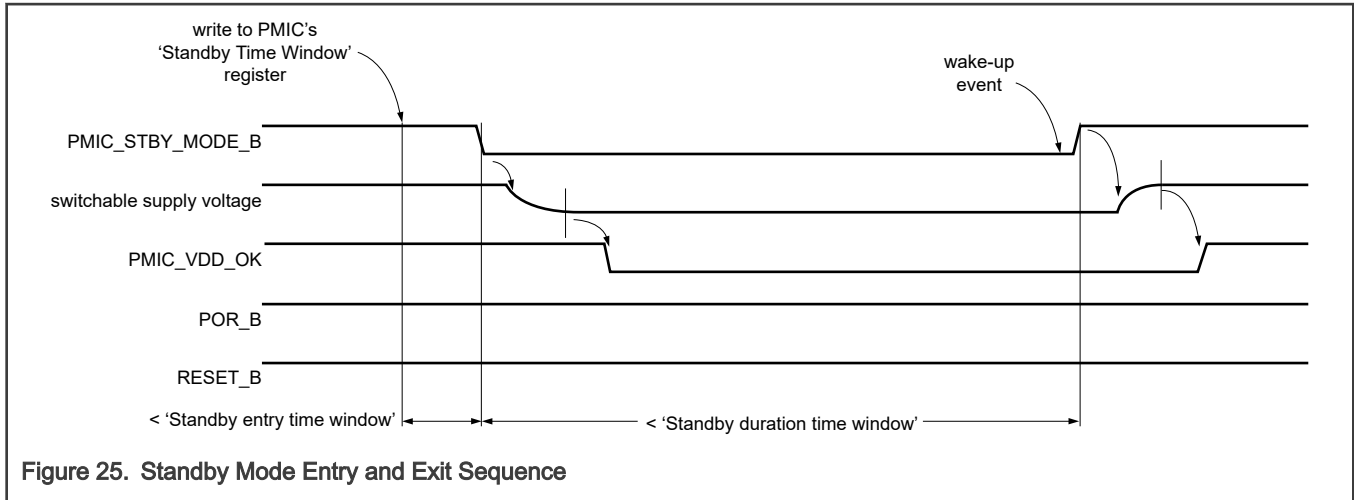 write to PMIC's
'Standby Time Window'
register
wake-up
event
PMIC_STBY_MODE_B
switchable supply voltage
PMIC_VDD_OK
POR_B
RESET_B
< 'Standby entry time window'
< 'Standby duration time window'
Figure 25. Standby Mode Entry and Exit Sequence